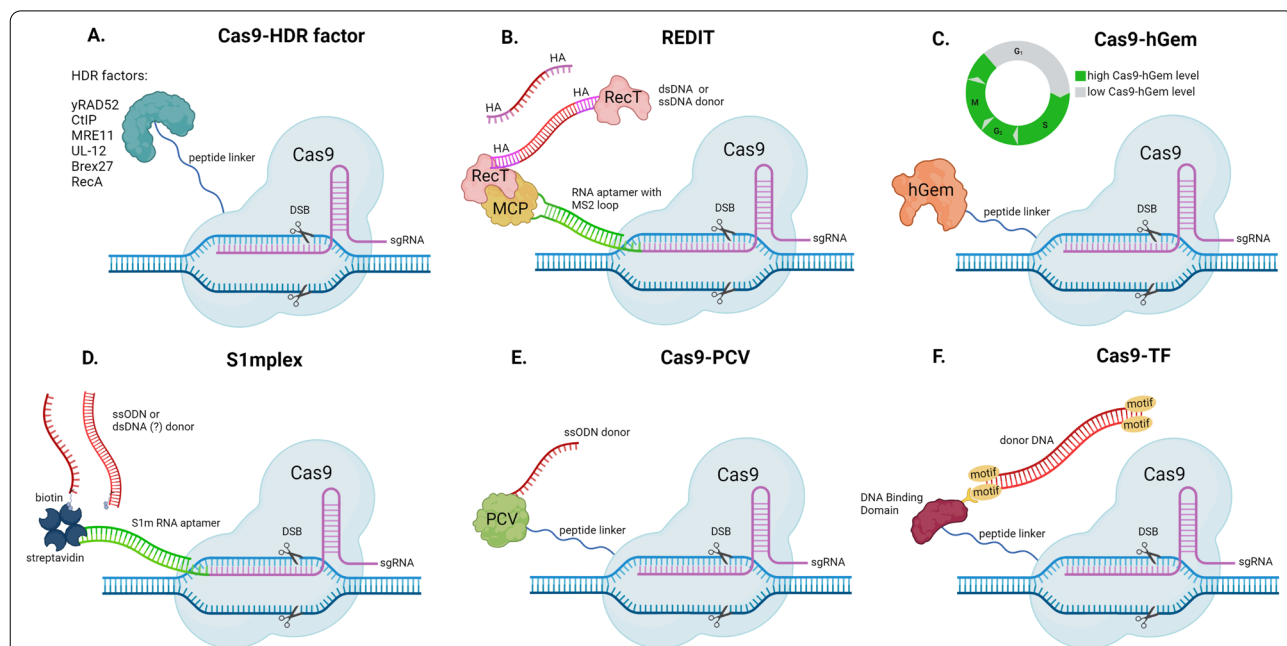 A.
Cas9-HDR factor
HDR factors:
yRAD52
CtIP
MRE11
UL-12
Brex27
RecA
peptide linker
Cas9
DSB
sgRNA
B.
REDIT
HA
HA
HA
RecT
dsDNA or
ssDNA donor
HA
RecT
MCP
RNA aptamer with
MS2 loop
Cas9
DSB
sgRNA
C.
Cas9-hGem
G₁
M
G₂
S
high Cas9-hGem level
low Cas9-hGem level
hGem
peptide linker
Cas9
DSB
sgRNA
D.
S1mplex
ssODN or
dsDNA (?) donor
biotin
streptavidin
S1m RNA aptamer
Cas9
DSB
sgRNA
E.
Cas9-PCV
ssODN donor
PCV
peptide linker
Cas9
DSB
sgRNA
F.
Cas9-TF
motif
motif
donor DNA
motif
motif
DNA Binding
Domain
peptide linker
Cas9
DSB
sgRNA